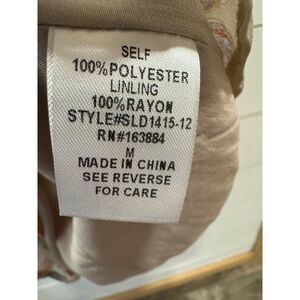 SELF
100%POLYESTER
LINLING
100%RAYON
STYLE#SLD1415-12
RN#163884
M
MADE IN CHINA
SEE REVERSE
FOR CARE